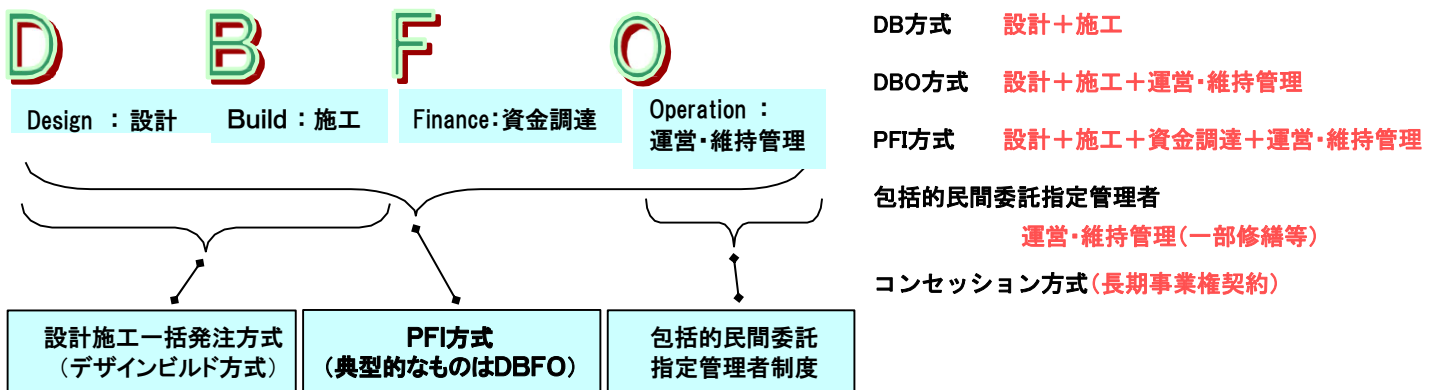 D B F O
Design ：設計
Build：施工
Finance：資金調達
Operation ：
運営・維持管理
設計施工一括発注方式
（デザインビルド方式）
PFI方式
（典型的なものはDBFO）
包括的民間委託
指定管理者制度
DB方式 設計＋施工
DBO方式 設計＋施工＋運営・維持管理
PFI方式 設計＋施工＋資金調達＋運営・維持管理
包括的民間委託指定管理者
運営・維持管理（一部修繕等）
コンセッション方式（長期事業権契約）